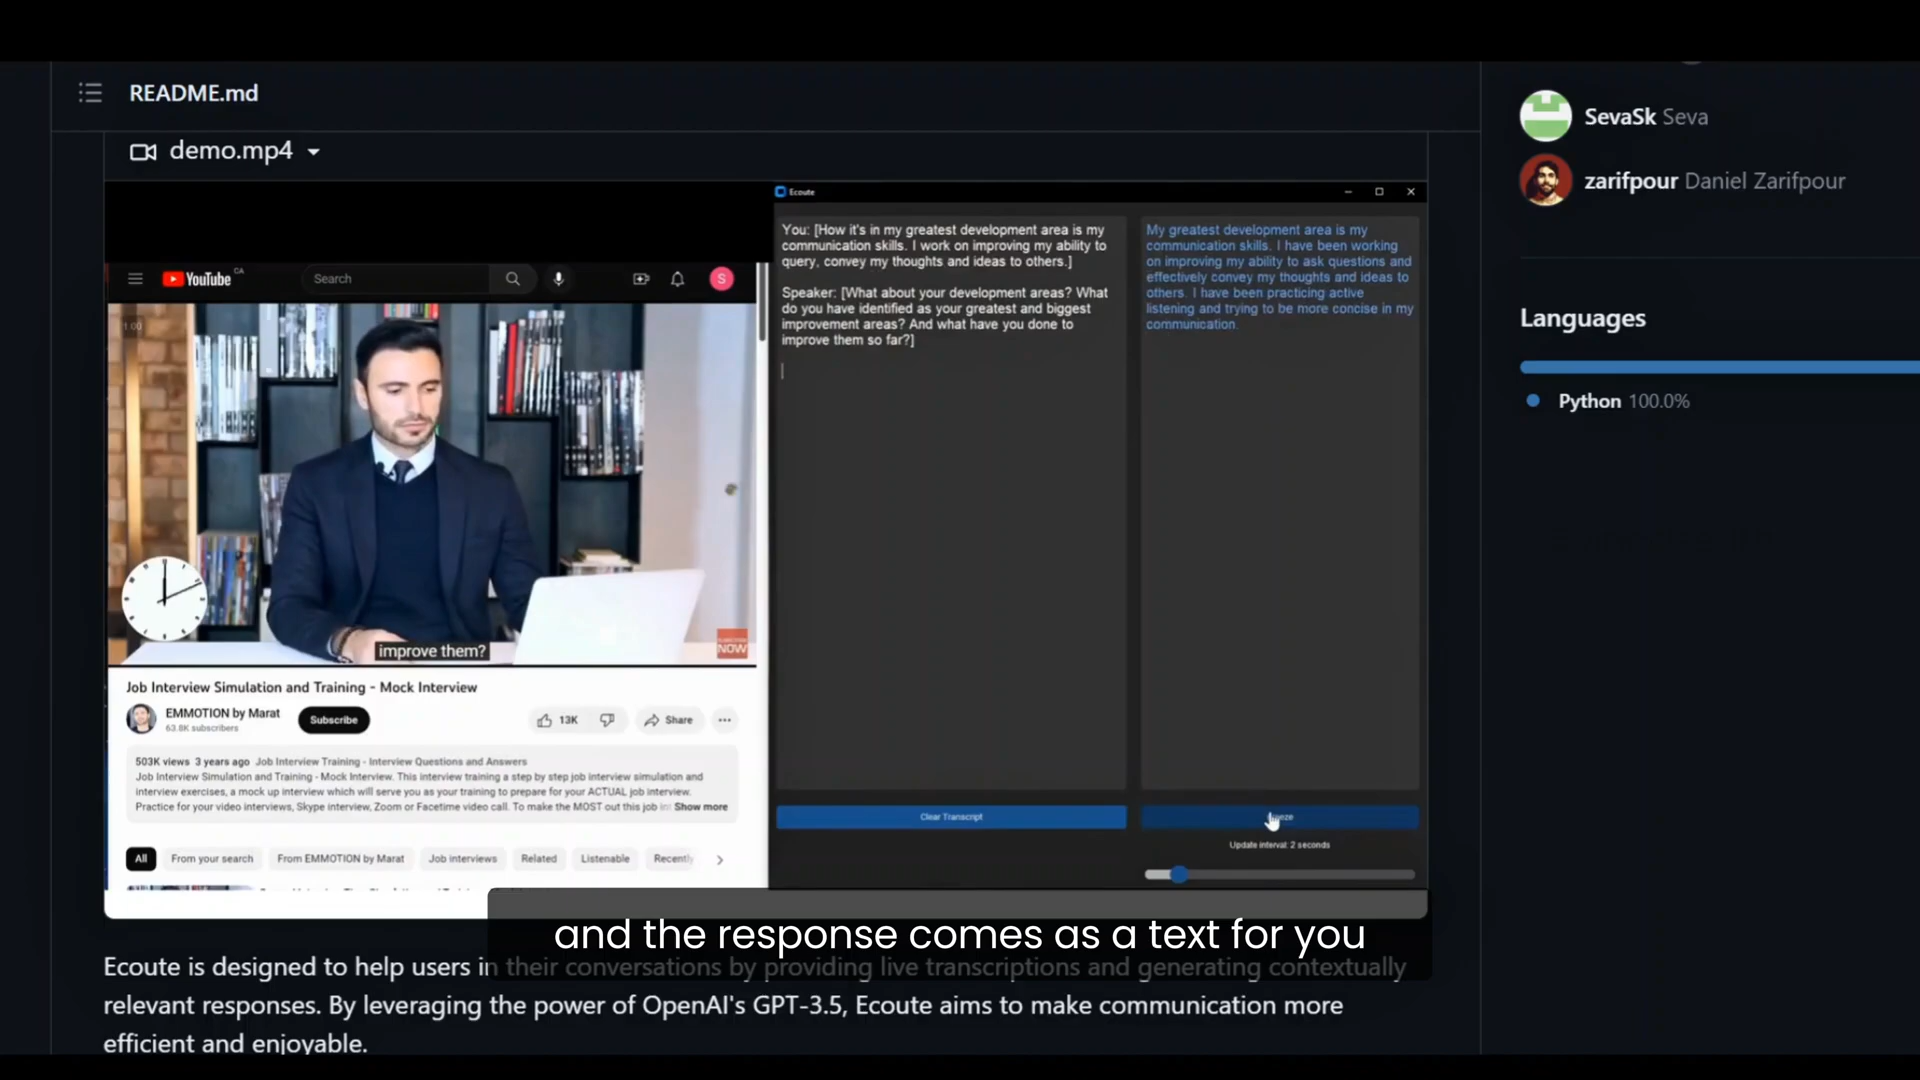 README.md
demo.mp4
SevaSk Seva
zarifpour Daniel Zarifpour
Languages
Python 100.0%
YouTube CA
Search
S
1:00
improve them?
NOW
Job Interview Simulation and Training - Mock Interview
EMMOTION by Marat
63.8K subscribers
Subscribe
13K
Share
503K views 3 years ago Job Interview Training - Interview Questions and Answers
Job Interview Simulation and Training - Mock Interview. This interview training a step by step job interview simulation and
interview exercises, a mock up interview which will serve you as your training to prepare for your ACTUAL job interview.
Practice for your video interviews, Skype interview, Zoom or Facetime video call. To make the MOST out this job in Show more
All
From your search
From EMMOTION by Marat
Job interviews
Related
Listenable
Recently
Ecoute
You: [How it's in my greatest development area is my
communication skills. I work on improving my ability to
query, convey my thoughts and ideas to others.]
Speaker: [What about your development areas? What
do you have identified as your greatest and biggest
improvement areas? And what have you done to
improve them so far?]
My greatest development area is my
communication skills. I have been working
on improving my ability to ask questions and
effectively convey my thoughts and ideas to
others. I have been practicing active
listening and trying to be more concise in my
communication.
Clear Transcript
Update interval: 2 seconds
and the response comes as a text for you
Ecoute is designed to help users in their conversations by providing live transcriptions and generating contextually
relevant responses. By leveraging the power of OpenAI's GPT-3.5, Ecoute aims to make communication more
efficient and enjoyable.